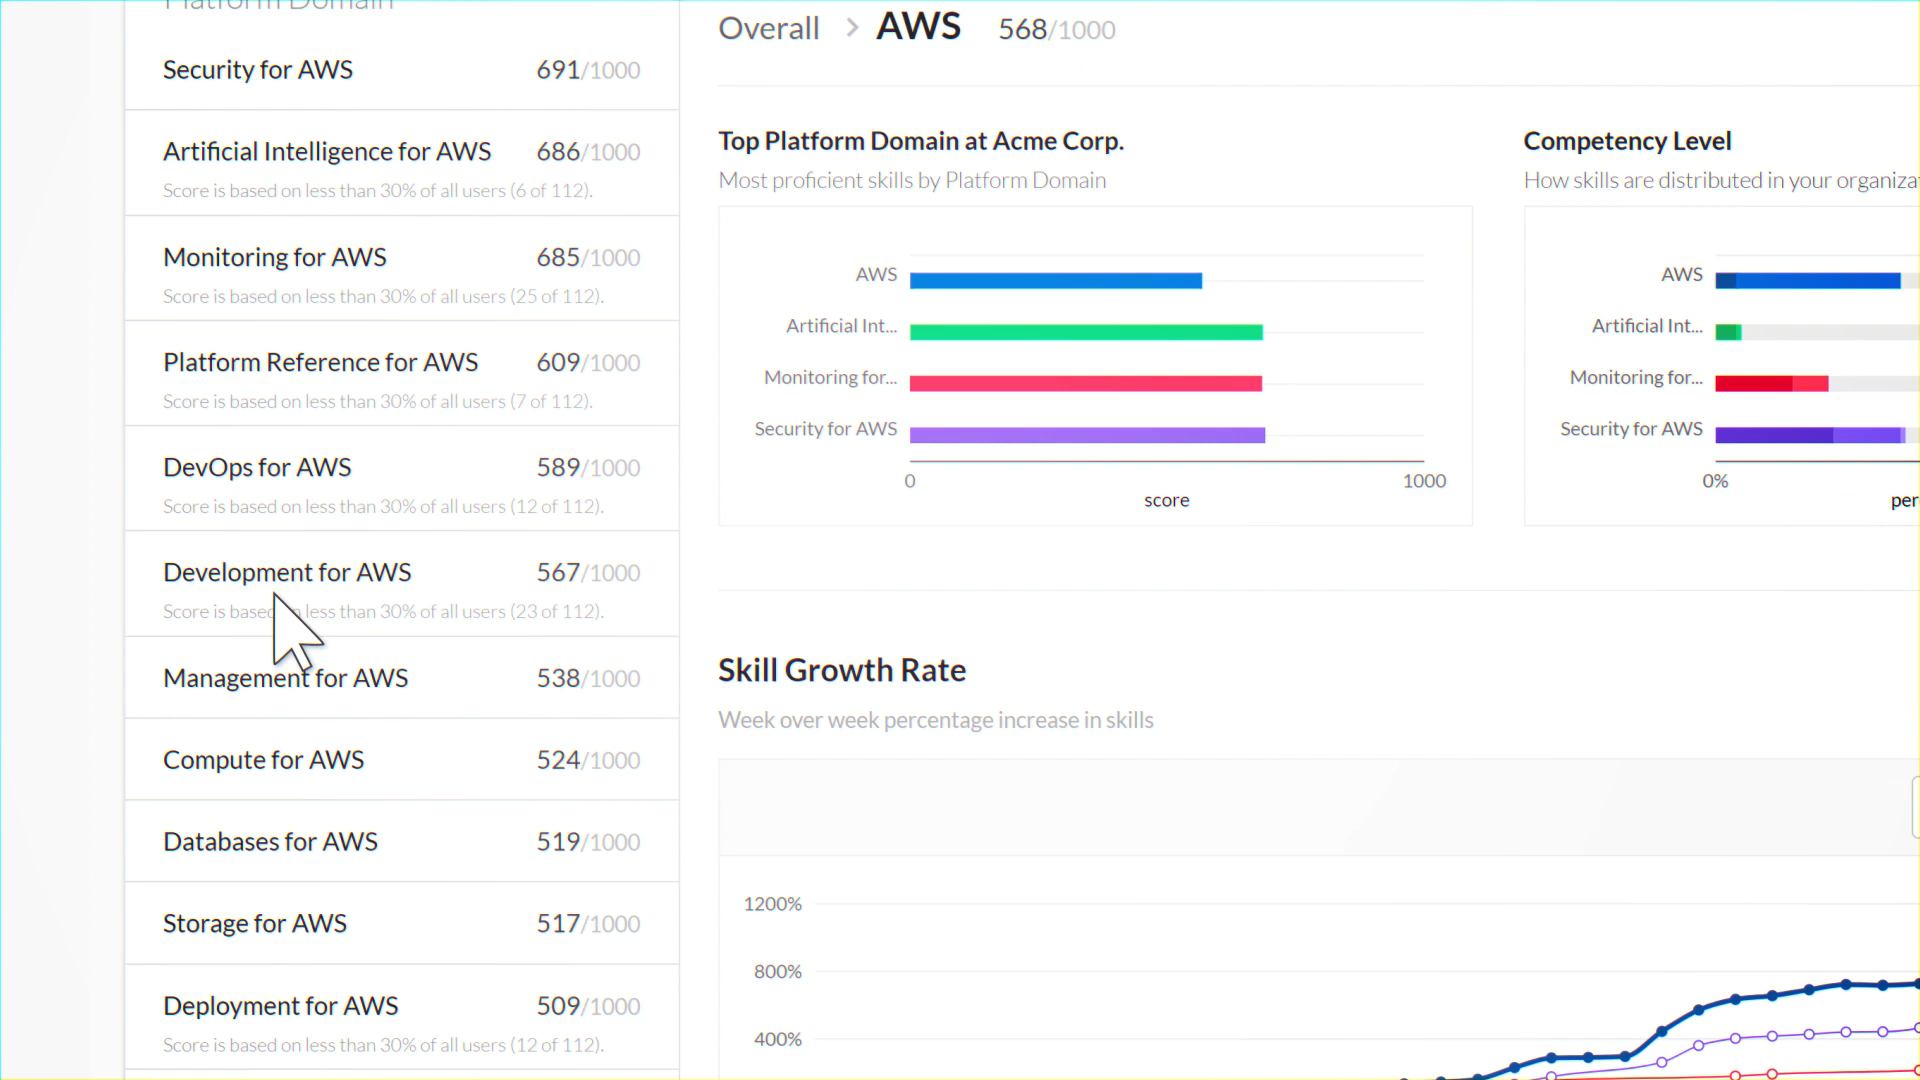 Platform Domain
Security for AWS 691/1000
Artificial Intelligence for AWS 686/1000
Score is based on less than 30% of all users (6 of 112).
Monitoring for AWS 685/1000
Score is based on less than 30% of all users (25 of 112).
Platform Reference for AWS 609/1000
Score is based on less than 30% of all users (7 of 112).
DevOps for AWS 589/1000
Score is based on less than 30% of all users (12 of 112).
Development for AWS 567/1000
Score is based on less than 30% of all users (23 of 112).
Management for AWS 538/1000
Compute for AWS 524/1000
Databases for AWS 519/1000
Storage for AWS 517/1000
Deployment for AWS 509/1000
Score is based on less than 30% of all users (12 of 112).
Overall > AWS 568/1000
Top Platform Domain at Acme Corp.
Most proficient skills by Platform Domain
AWS
Artificial Int...
Monitoring for...
Security for AWS
0 1000
score
Competency Level
How skills are distributed in your
AWS
Artificial Int...
Monitoring for...
Security for AWS
0%
Skill Growth Rate
Week over week percentage increase in skills
1200%
800%
400%